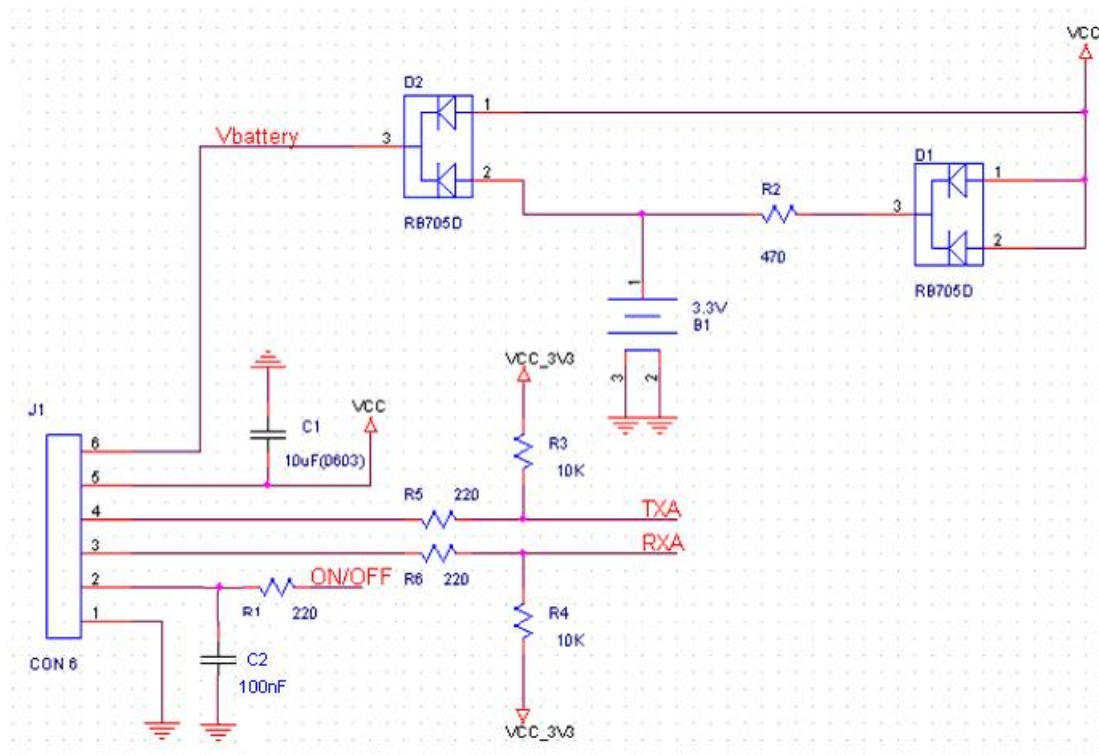 VCC
D2
1
Vbattery
3
2
RB705D
D1
1
R2
3
470
2
RB705D
1
3.3V
B1
3
2
VCC_3V3
J1
VCC
C1
10uF(0603)
R3
10K
6
5
R5
220
4
TXA
3
RXA
R6
220
ON/OFF
2
R1
220
1
R4
10K
CON 6
C2
100nF
VCC_3V3